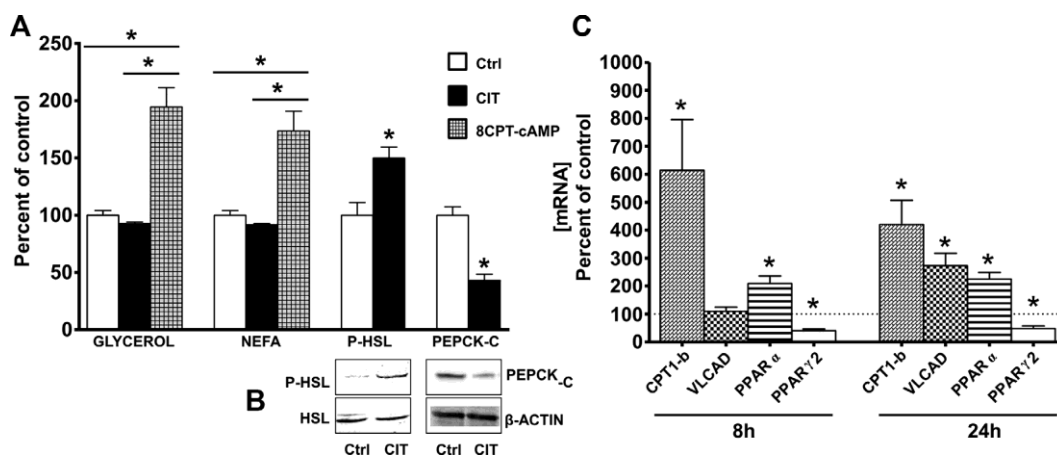 A
Percent of control
250
200
150
100
50
0
*
*
*
*
*
*
Ctrl
CIT
8CPT-cAMP
GLYCEROL
NEFA
P-HSL
PEPCK-C
B
P-HSL
HSL
PEPCK-C
β-ACTIN
Ctrl CIT
Ctrl CIT
C
[mRNA]
Percent of control
1000
900
800
700
600
500
400
300
200
100
0
*
*
*
*
*
*
*
CPT1-b
VLCAD
PPAR α
PPARγ2
CPT1-b
VLCAD
PPAR α
PPARγ2
8h
24h